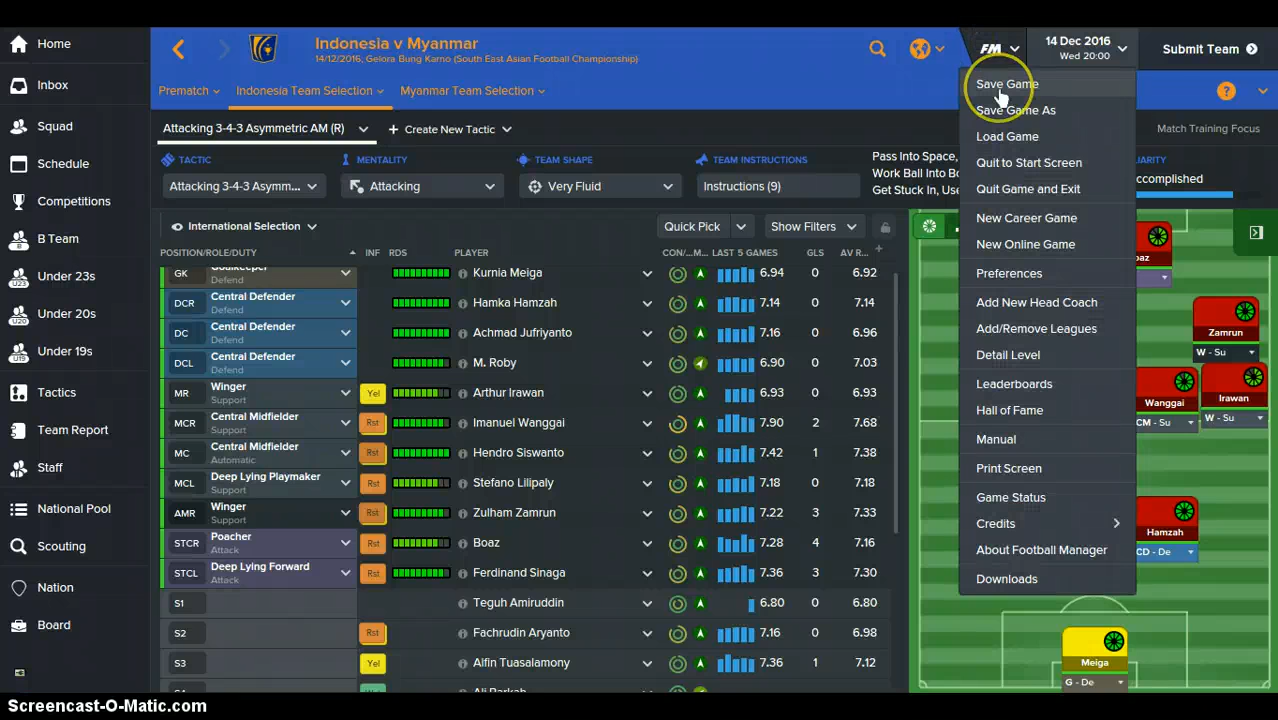 Home
Inbox
Squad
Schedule
Competitions
B Team
Under 23s
Under 20s
Under 19s
Tactics
Team Report
Staff
National Pool
Scouting
Nation
Board
Indonesia v Myanmar
14/12/2016, Gelora Bung Karno (South East Asian Football Championship)
FM
14 Dec 2016
Wed 20:00
Submit Team
Prematch
Indonesia Team Selection
Myanmar Team Selection
?
Attacking 3-4-3 Asymmetric AM (R)
+ Create New Tactic
Match Training Focus
TACTIC
MENTALITY
TEAM SHAPE
TEAM INSTRUCTIONS
Attacking 3-4-3 Asymm...
Attacking
Very Fluid
Instructions (9)
Pass Into Space,
Work Ball Into Bo
Get Stuck In, Use
ccomplished
International Selection
Quick Pick
Show Filters
POSITION/ROLE/DUTY INF RDS PLAYER CON... M... LAST 5 GAMES GLS AV R...
GK Goalkeeper Defend Kurnia Meiga 6.94 0 6.92
DCR Central Defender Defend Hamka Hamzah 7.14 0 7.14
DC Central Defender Defend Achmad Jufriyanto 7.16 0 6.96
DCL Central Defender Defend M. Roby 6.90 0 7.03
MR Winger Support Yel Arthur Irawan 6.93 0 6.93
MCR Central Midfielder Support Rst Imanuel Wanggai 7.90 2 7.68
MC Central Midfielder Automatic Rst Hendro Siswanto 7.42 1 7.38
MCL Deep Lying Playmaker Support Rst Stefano Lilipaly 7.18 0 7.18
AMR Winger Support Rst Zulham Zamrun 7.22 3 7.33
STCR Poacher Attack Rst Boaz 7.28 4 7.16
STCL Deep Lying Forward Attack Rst Ferdinand Sinaga 7.36 3 7.30
S1 Teguh Amiruddin 6.80 0 6.80
S2 Rst Fachrudin Aryanto 7.16 0 6.98
S3 Yel Alfin Tuasalamony 7.36 1 7.12
Save Game
Save Game As
Load Game
Quit to Start Screen
Quit Game and Exit
New Career Game
New Online Game
Preferences
Add New Head Coach
Add/Remove Leagues
Detail Level
Leaderboards
Hall of Fame
Manual
Print Screen
Game Status
Credits
About Football Manager
Downloads
Zamrun
W - Su
Wanggai
CM - Su
Irawan
W - Su
Hamzah
CD - De
Meiga
G - De
Screencast-O-Matic.com